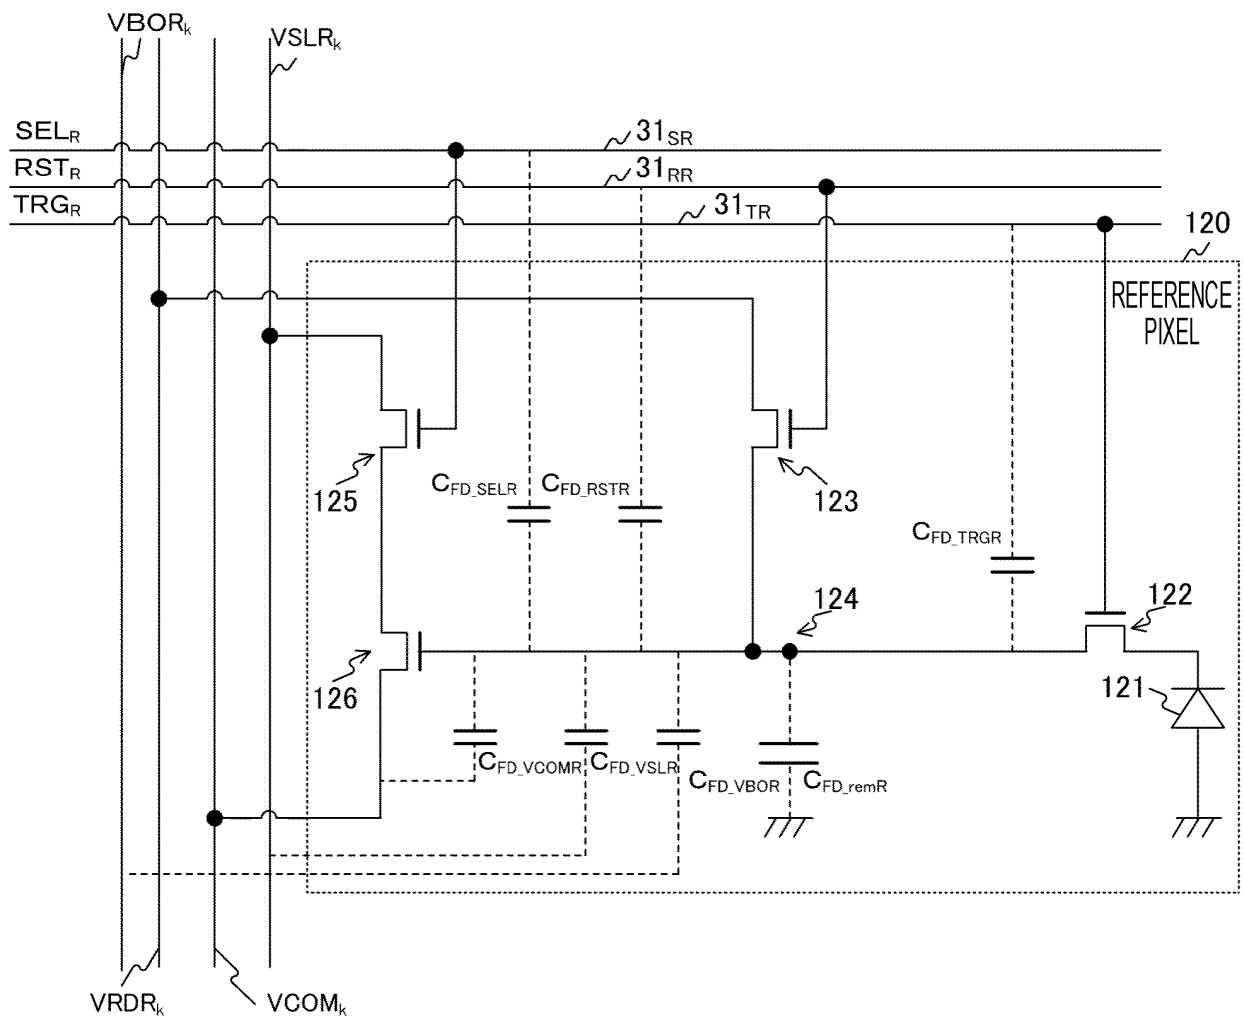 VBORk
VSLRk
SELR
31SR
RSTR
31RR
TRGR
31TR
120
REFERENCE
PIXEL
125
CFD_SELR
CFD_RSTR
123
CFD_TRGR
124
122
126
121
CFD_VCOMR
CFD_VSLR
CFD_VBOR
CFD_remR
VRDRk
VCOMk